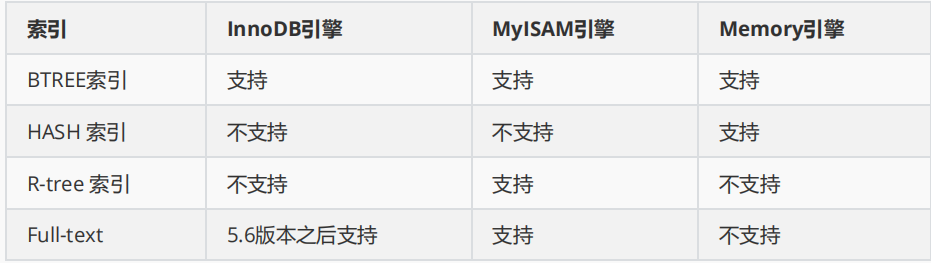 索引 InnoDB引擎 MyISAM引擎 Memory引擎
BTREE索引 支持 支持 支持
HASH 索引 不支持 不支持 支持
R-tree 索引 不支持 支持 不支持
Full-text 5.6版本之后支持 支持 不支持